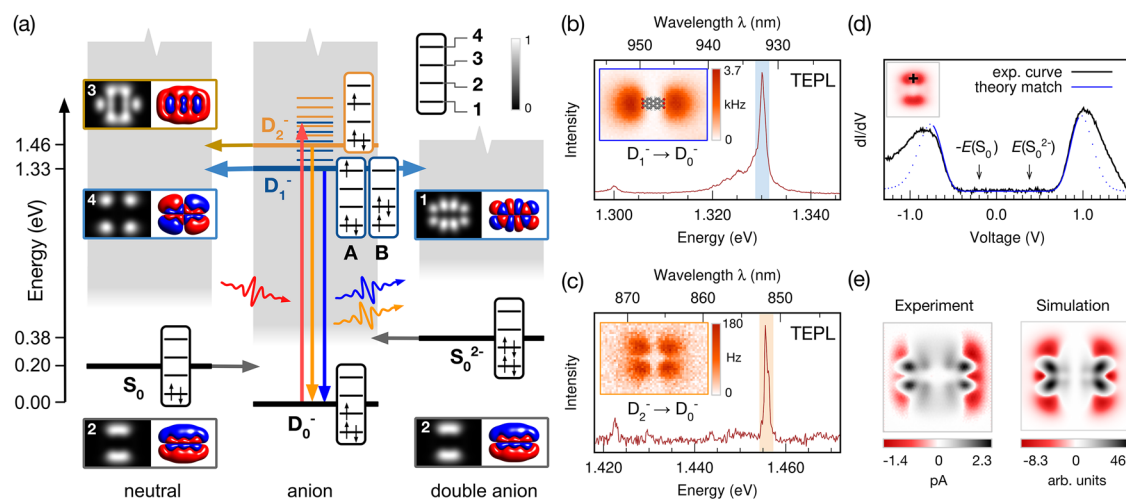 (a)
4
3
2
1
1
0
3
D₂⁻
1.46
1.33
D₁⁻
4
1
A
B
Energy (eV)
0.38
0.20
0.00
S₀
S₀²⁻
D₀⁻
2
2
neutral
anion
double anion
(b)
Wavelength λ (nm)
950
940
930
TEPL
3.7
kHz
0
D₁⁻ → D₀⁻
Intensity
1.300
1.320
1.340
Energy (eV)
(c)
Wavelength λ (nm)
870
860
850
TEPL
180
Hz
0
D₂⁻ → D₀⁻
Intensity
1.420
1.440
1.460
Energy (eV)
(d)
exp. curve
theory match
dI/dV
-E(S₀)
E(S₀²⁻)
-1.0
0.0
1.0
Voltage (V)
(e)
Experiment
Simulation
-1.4 0 2.3
pA
-8.3 0 46
arb. units